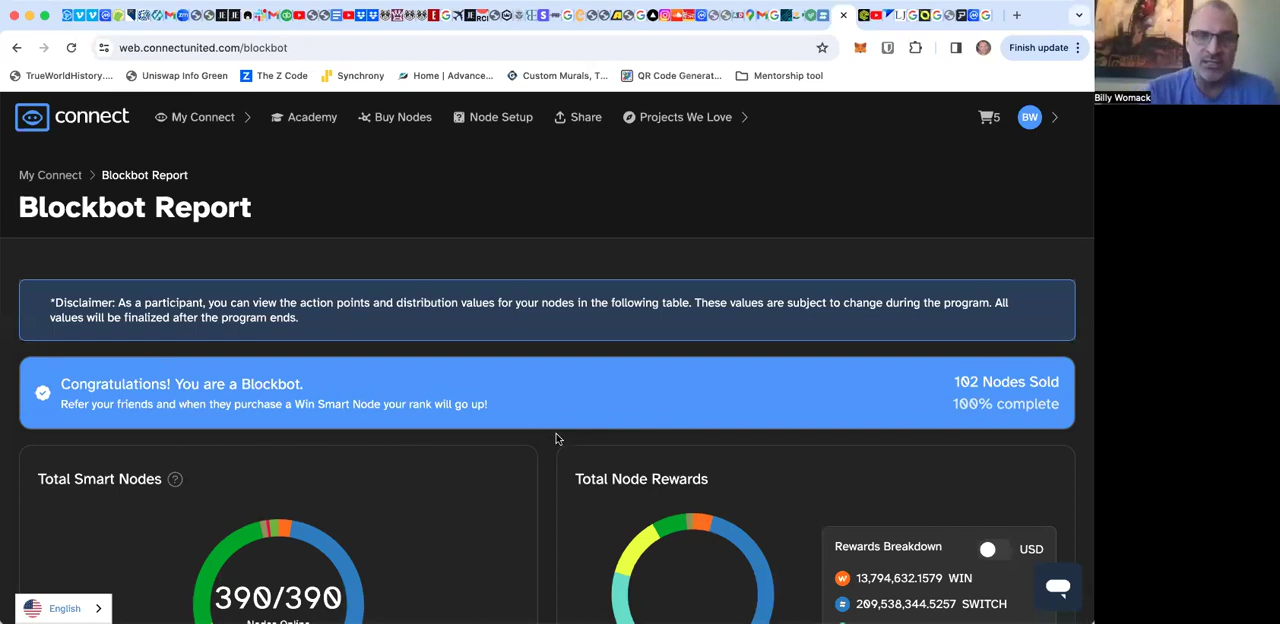 web.connectunited.com/blockbot
Finish update
TrueWorldHistory....
Uniswap Info Green
The Z Code
Synchrony
Home | Advance...
Custom Murals, T...
QR Code Generat...
Mentorship tool
Billy Womack
connect
My Connect
Academy
Buy Nodes
Node Setup
Share
Projects We Love
5
BW
My Connect > Blockbot Report
Blockbot Report
*Disclaimer: As a participant, you can view the action points and distribution values for your nodes in the following table. These values are subject to change during the program. All
values will be finalized after the program ends.
Congratulations! You are a Blockbot.
Refer your friends and when they purchase a Win Smart Node your rank will go up!
102 Nodes Sold
100% complete
Total Smart Nodes ?
390/390
Nodes Online
Total Node Rewards
Rewards Breakdown
USD
13,794,632.1579 WIN
209,538,344.5257 SWITCH
English